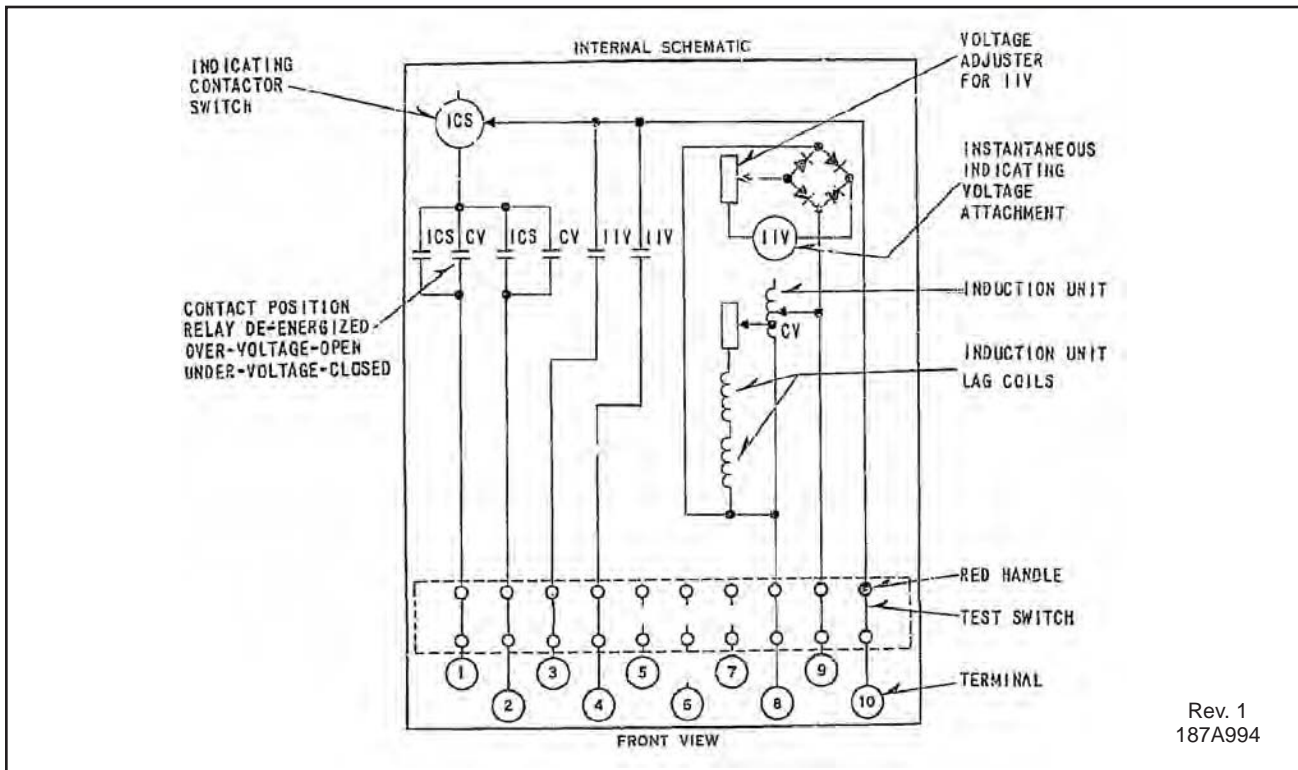 INTERNAL SCHEMATIC
INDICATING
CONTACTOR
SWITCH
VOLTAGE
ADJUSTER
FOR IIV
ICS
INSTANTANEOUS
INDICATING
VOLTAGE
ATTACHMENT
IIV
ICS CV ICS CV IIV IIV
CONTACT POSITION
RELAY DE-ENERGIZED
OVER-VOLTAGE-OPEN
UNDER-VOLTAGE-CLOSED
INDUCTION UNIT
CV
INDUCTION UNIT
LAG COILS
RED HANDLE
TEST SWITCH
TERMINAL
1 3 5 7 9
2 4 6 8 10
FRONT VIEW
Rev. 1
187A994